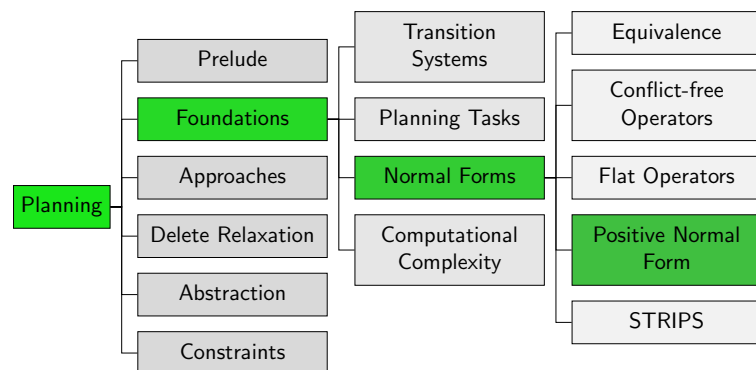 Planning
Prelude
Foundations
Approaches
Delete Relaxation
Abstraction
Constraints
Transition
Systems
Planning Tasks
Normal Forms
Computational
Complexity
Equivalence
Conflict-free
Operators
Flat Operators
Positive Normal
Form
STRIPS